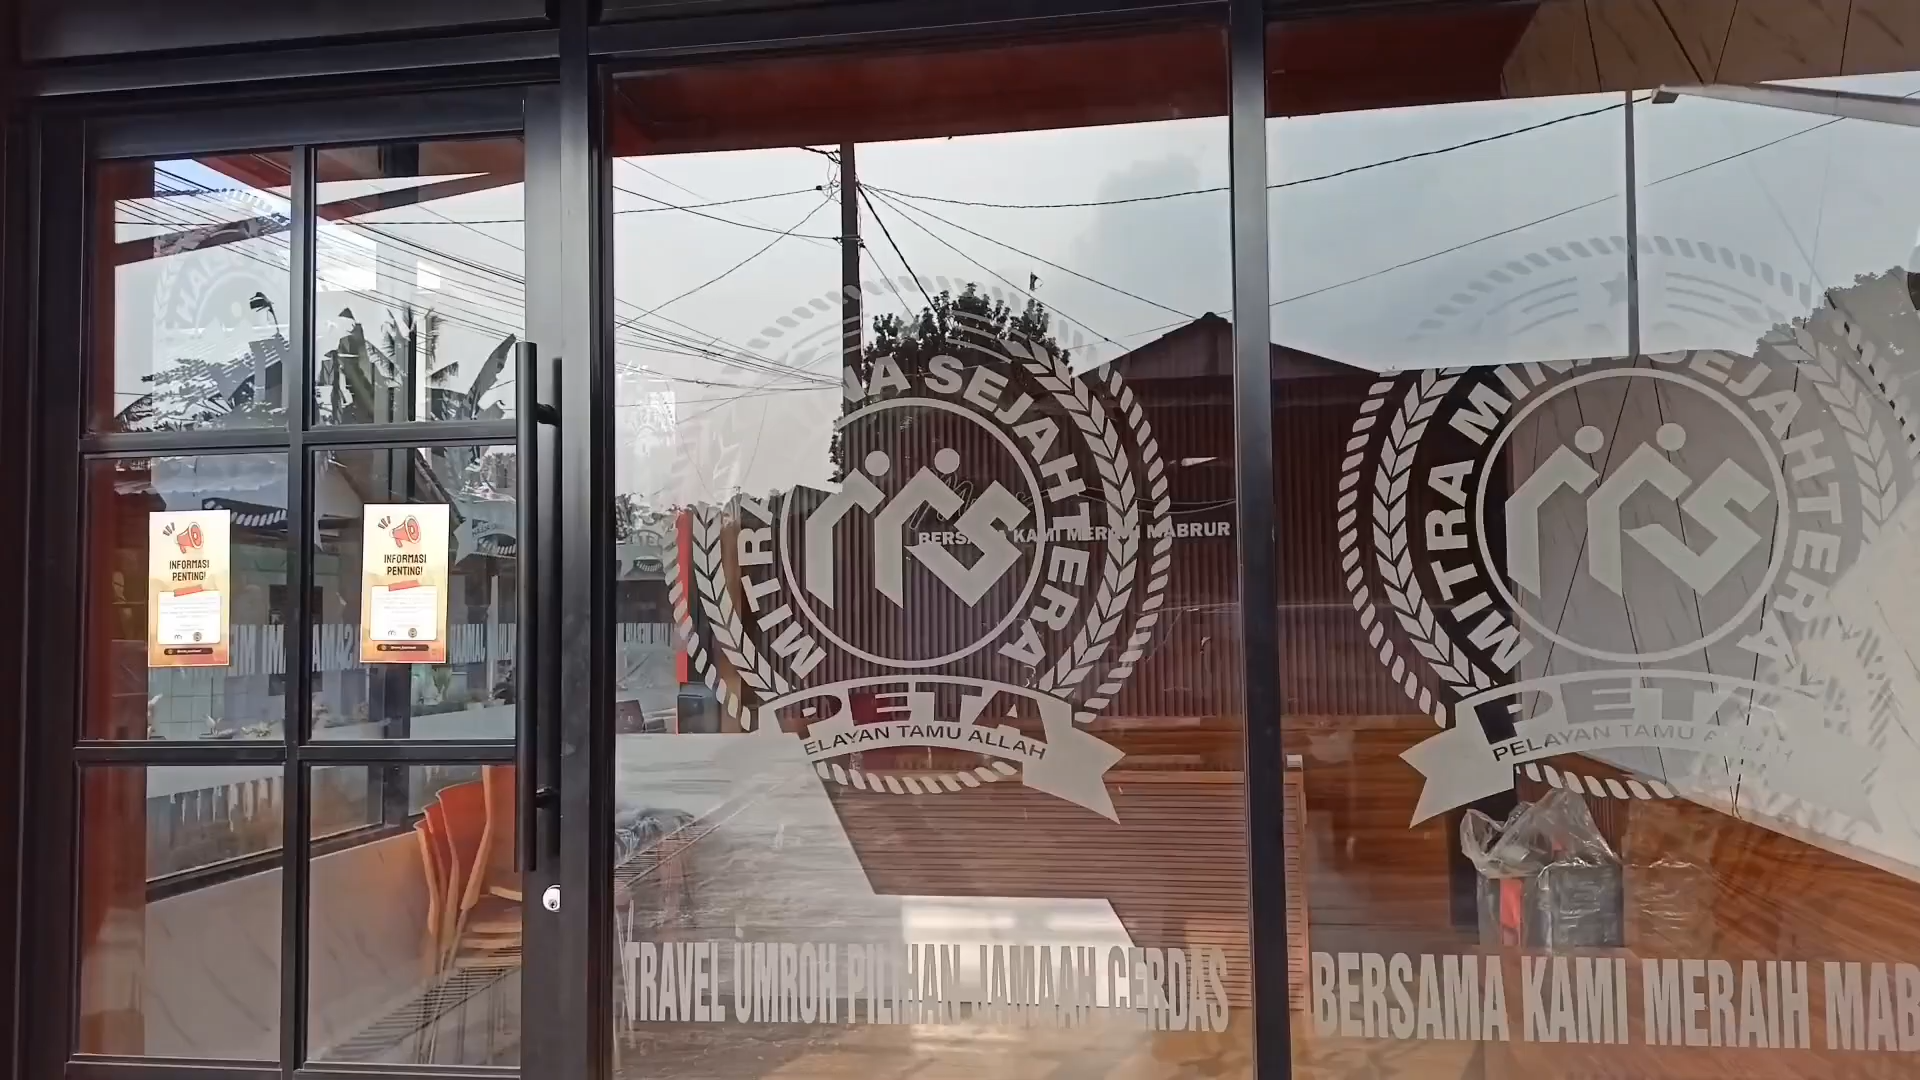 INFORMASI
PENTING!
INFORMASI
PENTING!
MITRA MINA SEJAHTERA
PETA
PELAYAN TAMU ALLAH
BERSAMA KAMI MERAIH MABRUR
TRAVEL UMROH PILIHAN JAMAAH CERDAS
MITRA MINA SEJAHTERA
PETA
PELAYAN TAMU ALLAH
BERSAMA KAMI MERAIH MAB